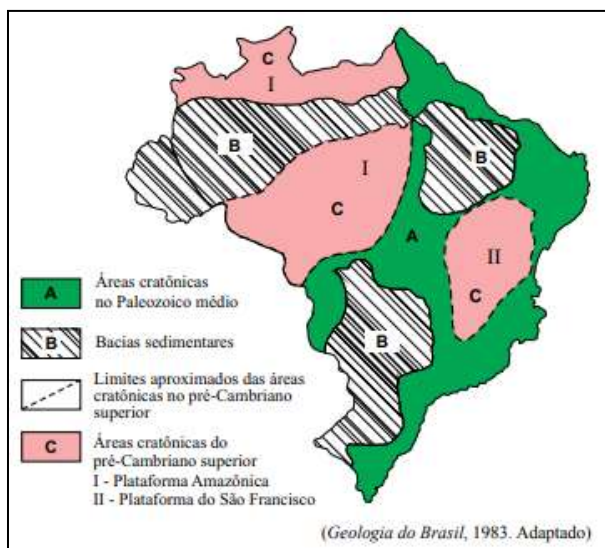 C
I
B
I
C
B
A
II
C
B
A
Áreas cratônicas
no Paleozoico médio
B
Bacias sedimentares
Limites aproximados das áreas
cratônicas no pré-Cambriano
superior
C
Áreas cratônicas do
pré-Cambriano superior
I - Plataforma Amazônica
II - Plataforma do São Francisco
(Geologia do Brasil, 1983. Adaptado)